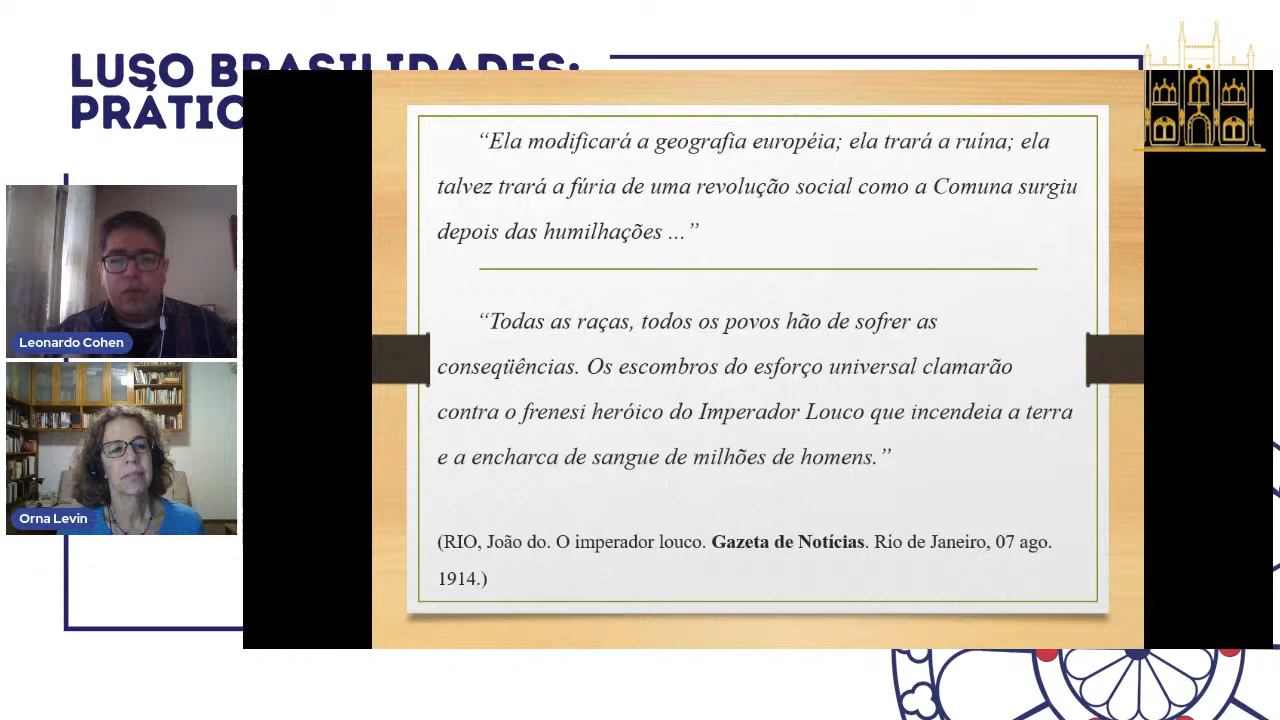 LUSO BRASILIDADES:
PRÁTIC
“Ela modificará a geografia européia; ela trará a ruína; ela
talvez trará a fúria de uma revolução social como a Comuna surgiu
depois das humilhações ...”
“Todas as raças, todos os povos hão de sofrer as
conseqüências. Os escombros do esforço universal clamarão
contra o frenesi heróico do Imperador Louco que incendeia a terra
e a encharca de sangue de milhões de homens.”
(RIO, João do. O imperador louco. Gazeta de Notícias. Rio de Janeiro, 07 ago.
1914.)
Leonardo Cohen
Orna Levin